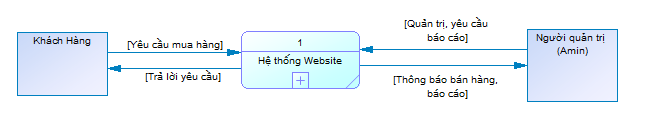 Khách Hàng
[Yêu cầu mua hàng]
[Trả lời yêu cầu]
1
Hệ thống Website
[Quản trị, yêu cầu
báo cáo]
[Thông báo bán hàng,
báo cáo]
Người quản trị
(Amin)